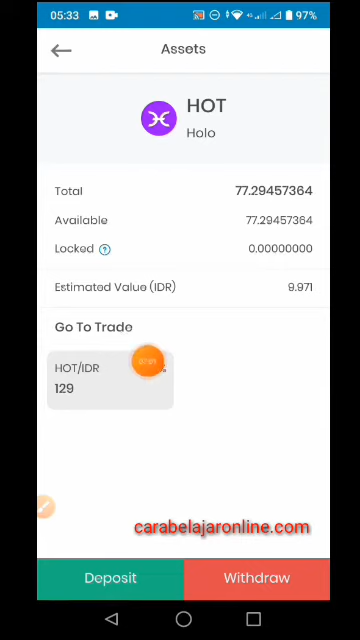 05:33
97%
Assets
HOT
Holo
Total 77.29457364
Available 77.29457364
Locked ? 0.00000000
Estimated Value (IDR) 9.971
Go To Trade
HOT/IDR
129
carabelajaronline.com
Deposit Withdraw